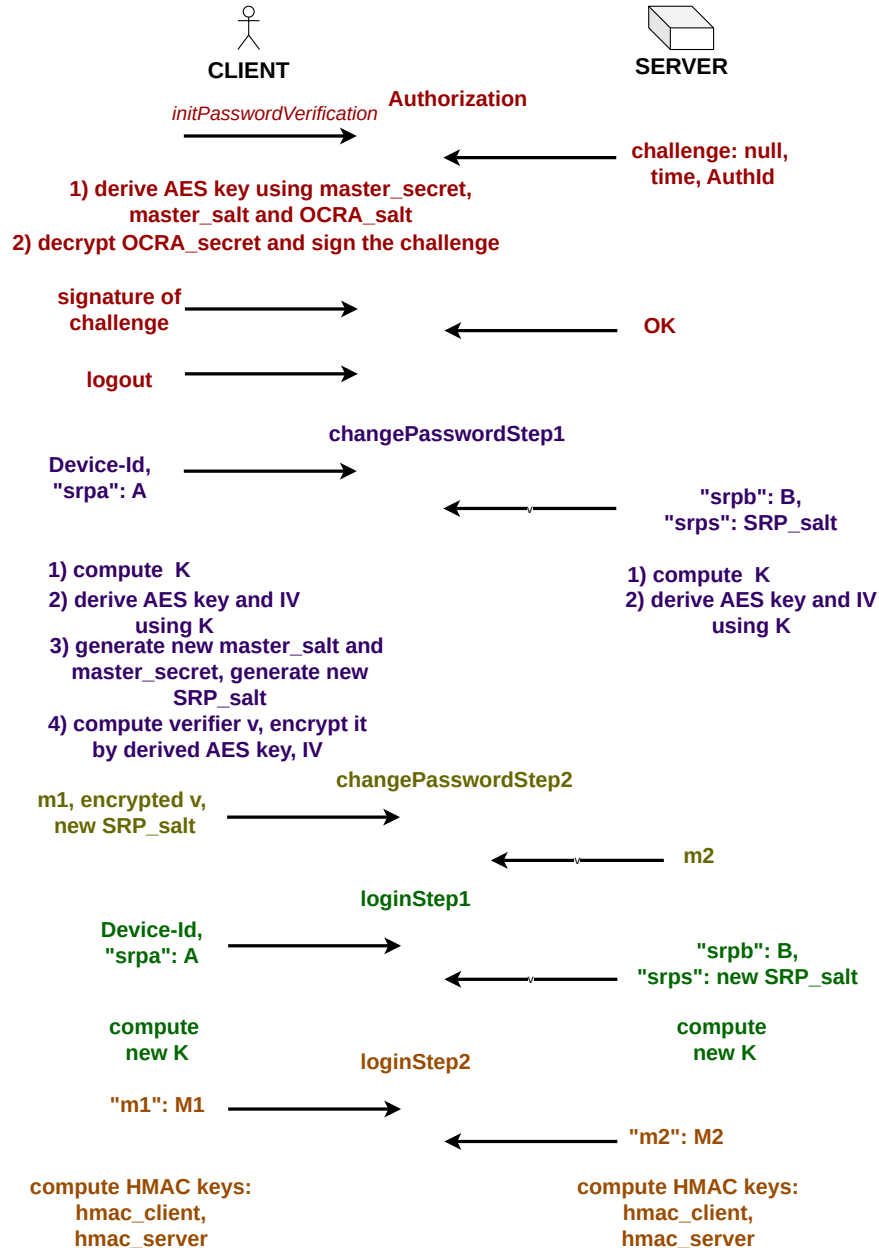 CLIENT
SERVER
Authorization
initPasswordVerification
challenge: null,
time, AuthId
1) derive AES key using master_secret,
master_salt and OCRA_salt
2) decrypt OCRA_secret and sign the challenge
signature of
challenge
OK
logout
changePasswordStep1
Device-Id,
"srpa": A
v
"srpb": B,
"srps": SRP_salt
1) compute  K
2) derive AES key and IV
using K
3) generate new master_salt and
master_secret, generate new
SRP_salt
4) compute verifier v, encrypt it
by derived AES key, IV
1) compute  K
2) derive AES key and IV
using K
changePasswordStep2
m1, encrypted v,
new SRP_salt
v
m2
loginStep1
Device-Id,
"srpa": A
v
"srpb": B,
"srps": new SRP_salt
compute
new K
compute
new K
loginStep2
"m1": M1
"m2": M2
compute HMAC keys:
hmac_client,
hmac_server
compute HMAC keys:
hmac_client,
hmac_server